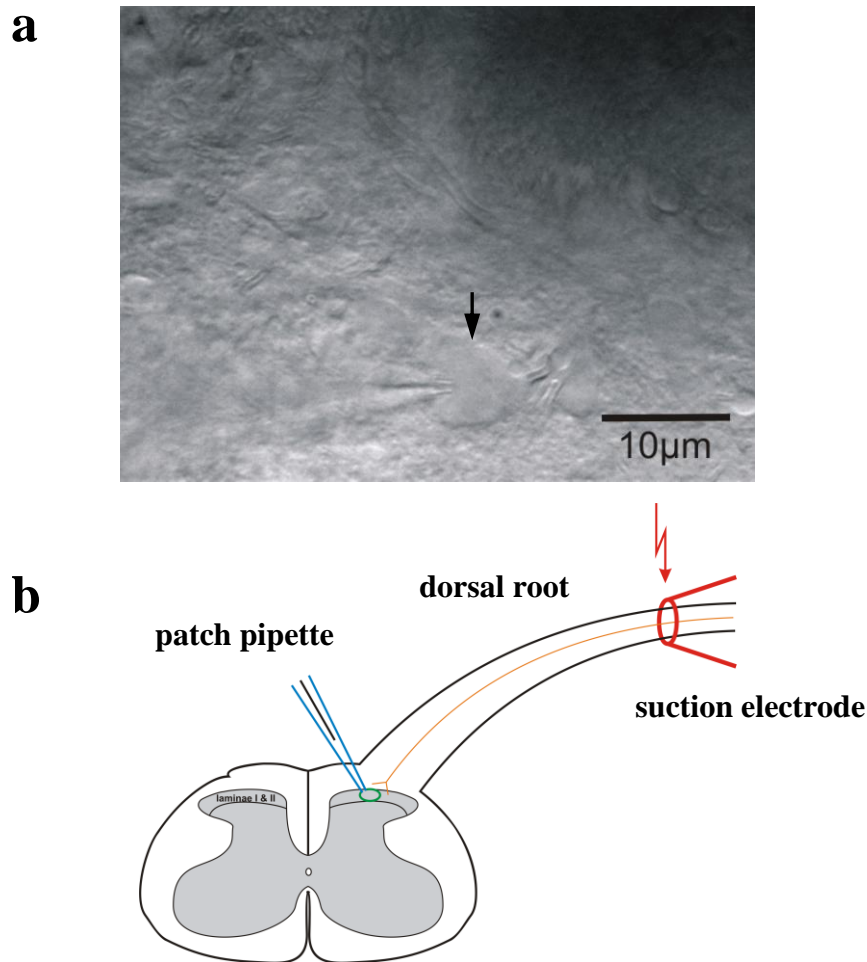 a
10µm
b
dorsal root
patch pipette
suction electrode
laminae I & II